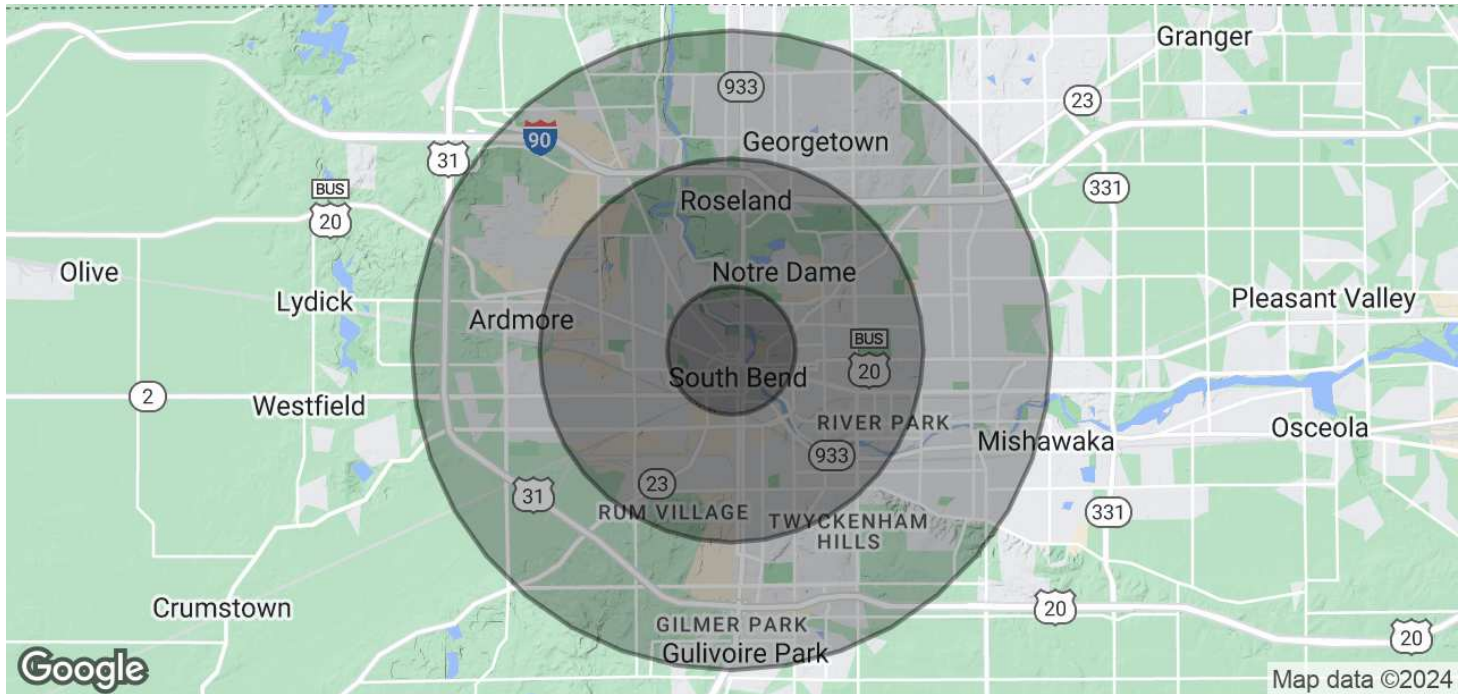 Granger
933
23
90
Georgetown
31
331
BUS
20
Roseland
Olive
Notre Dame
Lydick
Pleasant Valley
Ardmore
BUS
20
South Bend
2
Westfield
RIVER PARK
Osceola
Mishawaka
933
23
31
RUM VILLAGE
TWYCKENHAM
HILLS
331
Crumstown
20
GILMER PARK
20
Gulivoire Park
Google
Map data ©2024